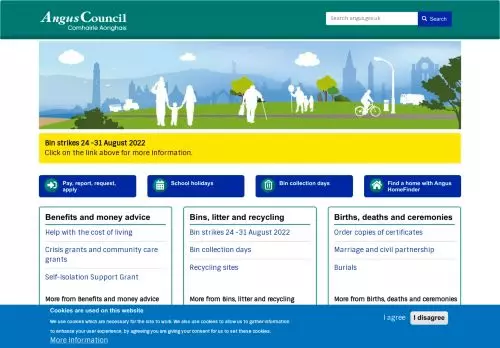 Angus Council
Comhairle Aonghais
Search angus.gov.uk
Search
Bin strikes 24 -31 August 2022
Click on the link above for more information.
Pay, report, request,
apply
School holidays
Bin collection days
Find a home with Angus
HomeFinder
Benefits and money advice
Help with the cost of living
Crisis grants and community care
grants
Self-Isolation Support Grant
More from Benefits and money advice
Bins, litter and recycling
Bin strikes 24 -31 August 2022
Bin collection days
Recycling sites
More from Bins, litter and recycling
Births, deaths and ceremonies
Order copies of certificates
Marriage and civil partnership
Burials
More from Births, deaths and ceremonies
Cookies are used on this website
We use cookies which are necessary for the site to work. We also use cookies to allow us to gather information
to enhance your user experience, by agreeing you are giving your consent for us to set these cookies.
More information
I agree
I disagree